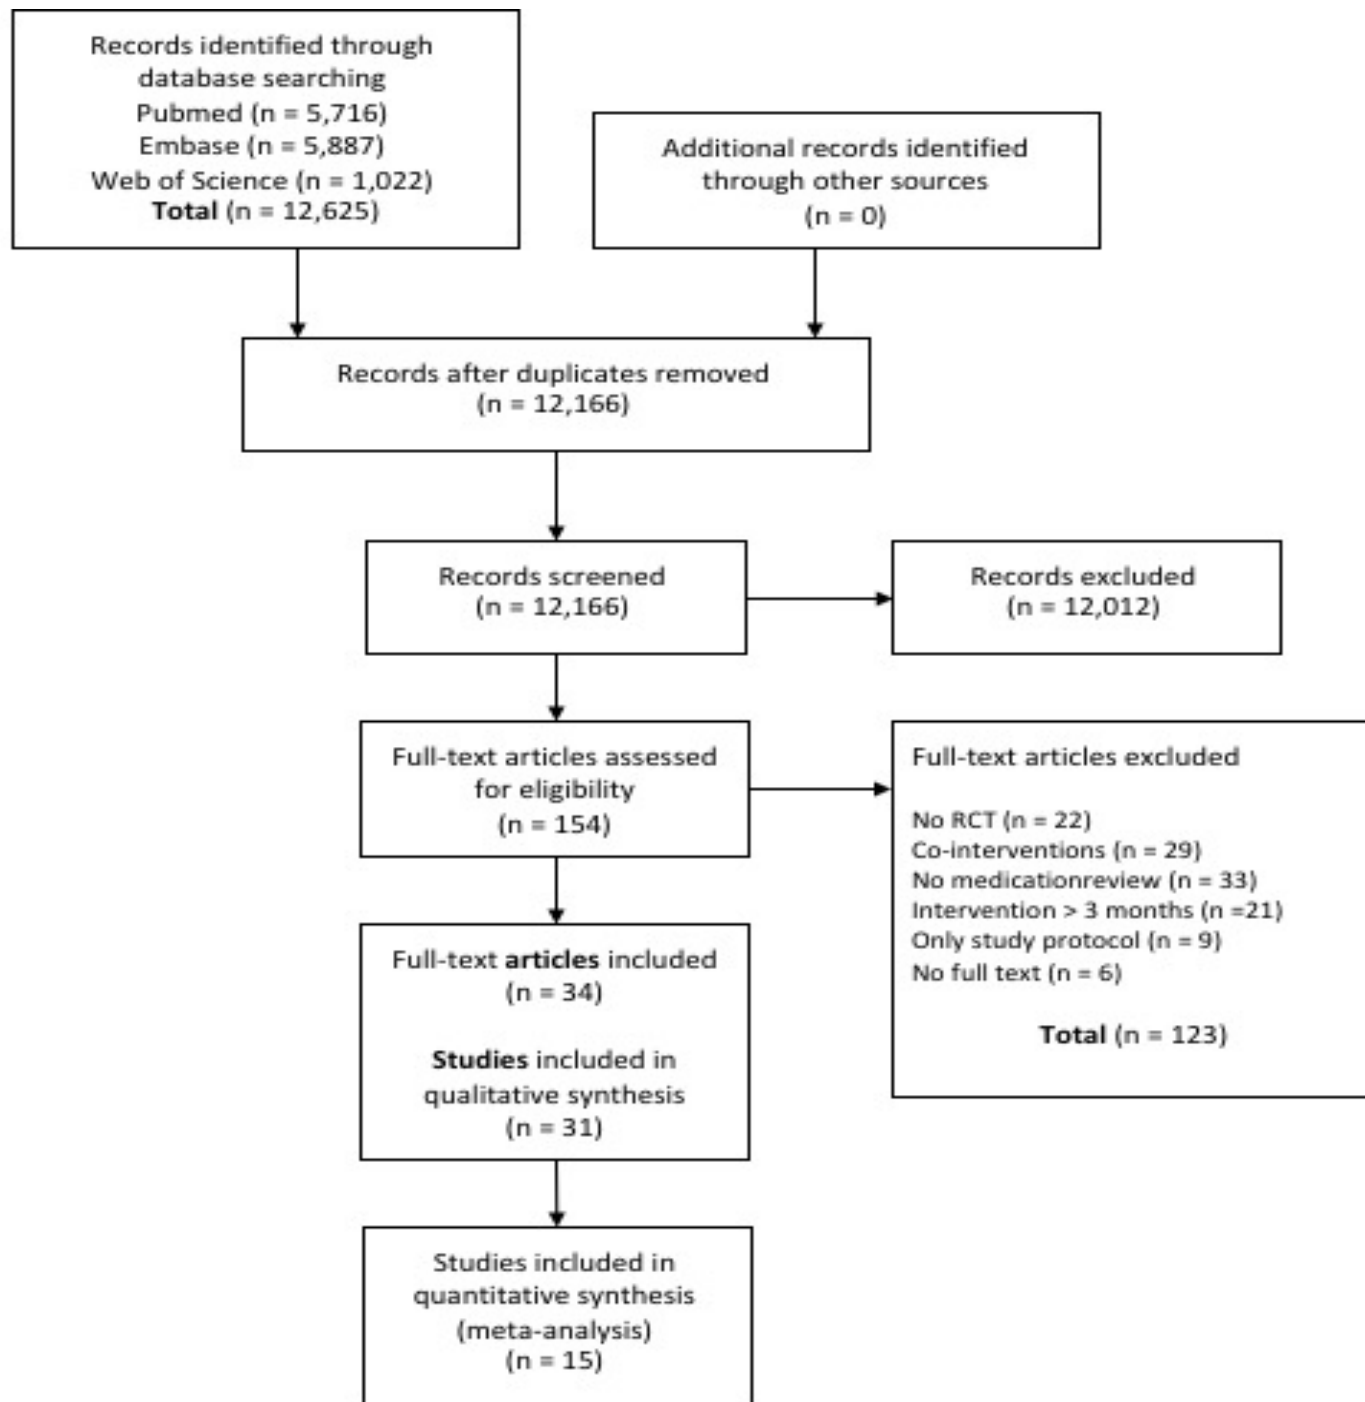 Records identified through
database searching
Pubmed (n = 5,716)
Embase (n = 5,887)
Web of Science (n = 1,022)
Total (n = 12,625)
Additional records identified
through other sources
(n = 0)
Records after duplicates removed
(n = 12,166)
Records screened
(n = 12,166)
Records excluded
(n = 12,012)
Full-text articles assessed
for eligibility
(n = 154)
Full-text articles excluded
No RCT (n = 22)
Co-interventions (n = 29)
No medicationreview (n = 33)
Intervention > 3 months (n =21)
Only study protocol (n = 9)
No full text (n = 6)
Total (n = 123)
Full-text articles included
(n = 34)
Studies included in
qualitative synthesis
(n = 31)
Studies included in
quantitative synthesis
(meta-analysis)
(n = 15)